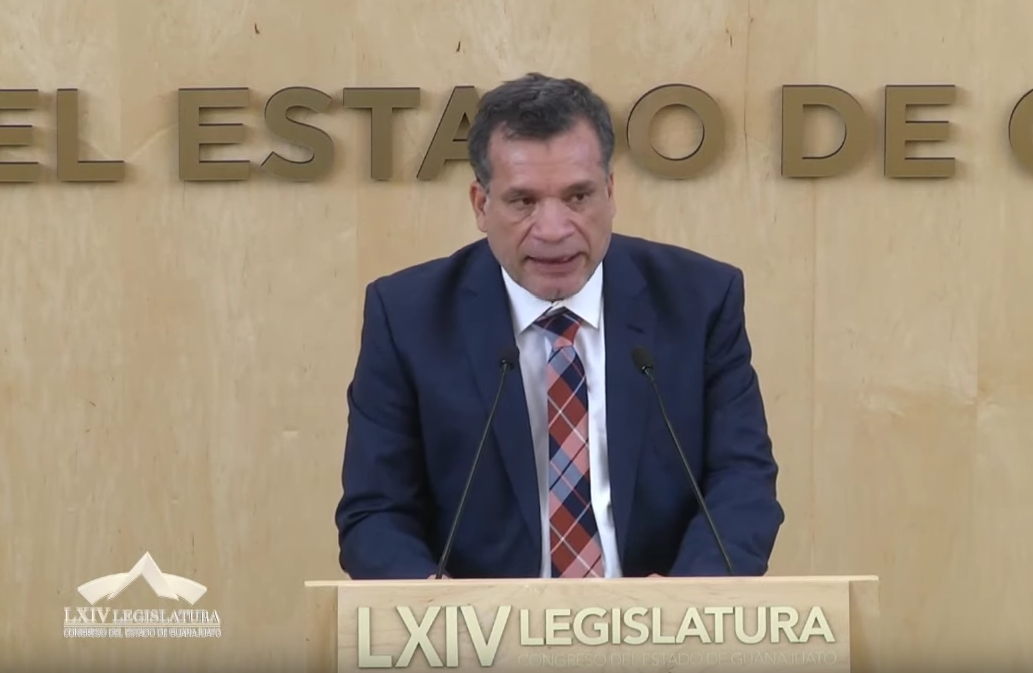 EL ESTADO DE
LXIV LEGISLATURA
CONGRESO DEL ESTADO DE GUANAJUATO
LXIV LEGISLATURA
CONGRESO DEL ESTADO DE GUANAJUATO